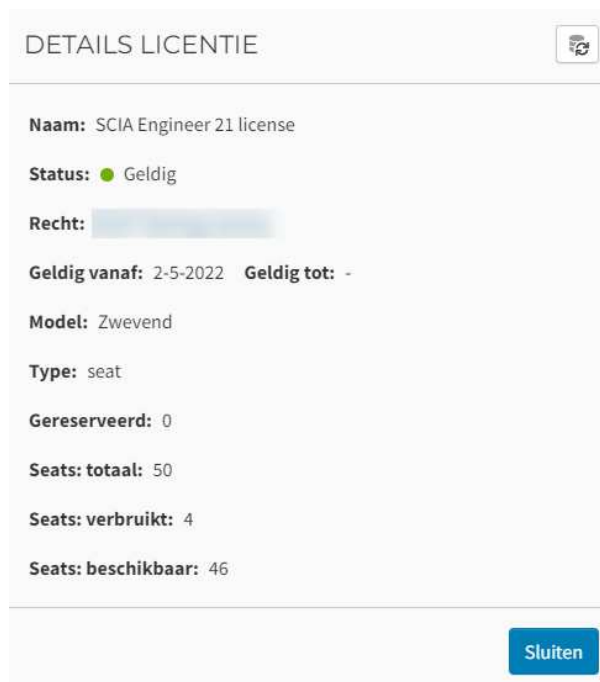 DETAILS LICENTIE
Naam: SCIA Engineer 21 license
Status: Geldig
Recht:
Geldig vanaf: 2-5-2022 Geldig tot: -
Model: Zwevend
Type: seat
Gereserveerd: 0
Seats: totaal: 50
Seats: verbruikt: 4
Seats: beschikbaar: 46
Sluiten